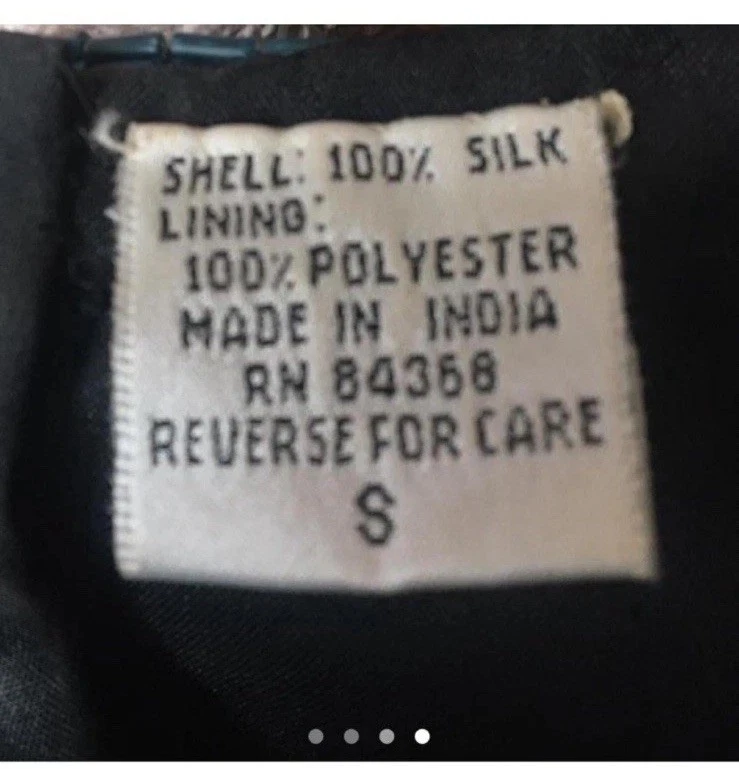 SHELL: 100% SILK
LINING:
100% POLYESTER
MADE IN INDIA
RN 84368
REVERSE FOR CARE
S